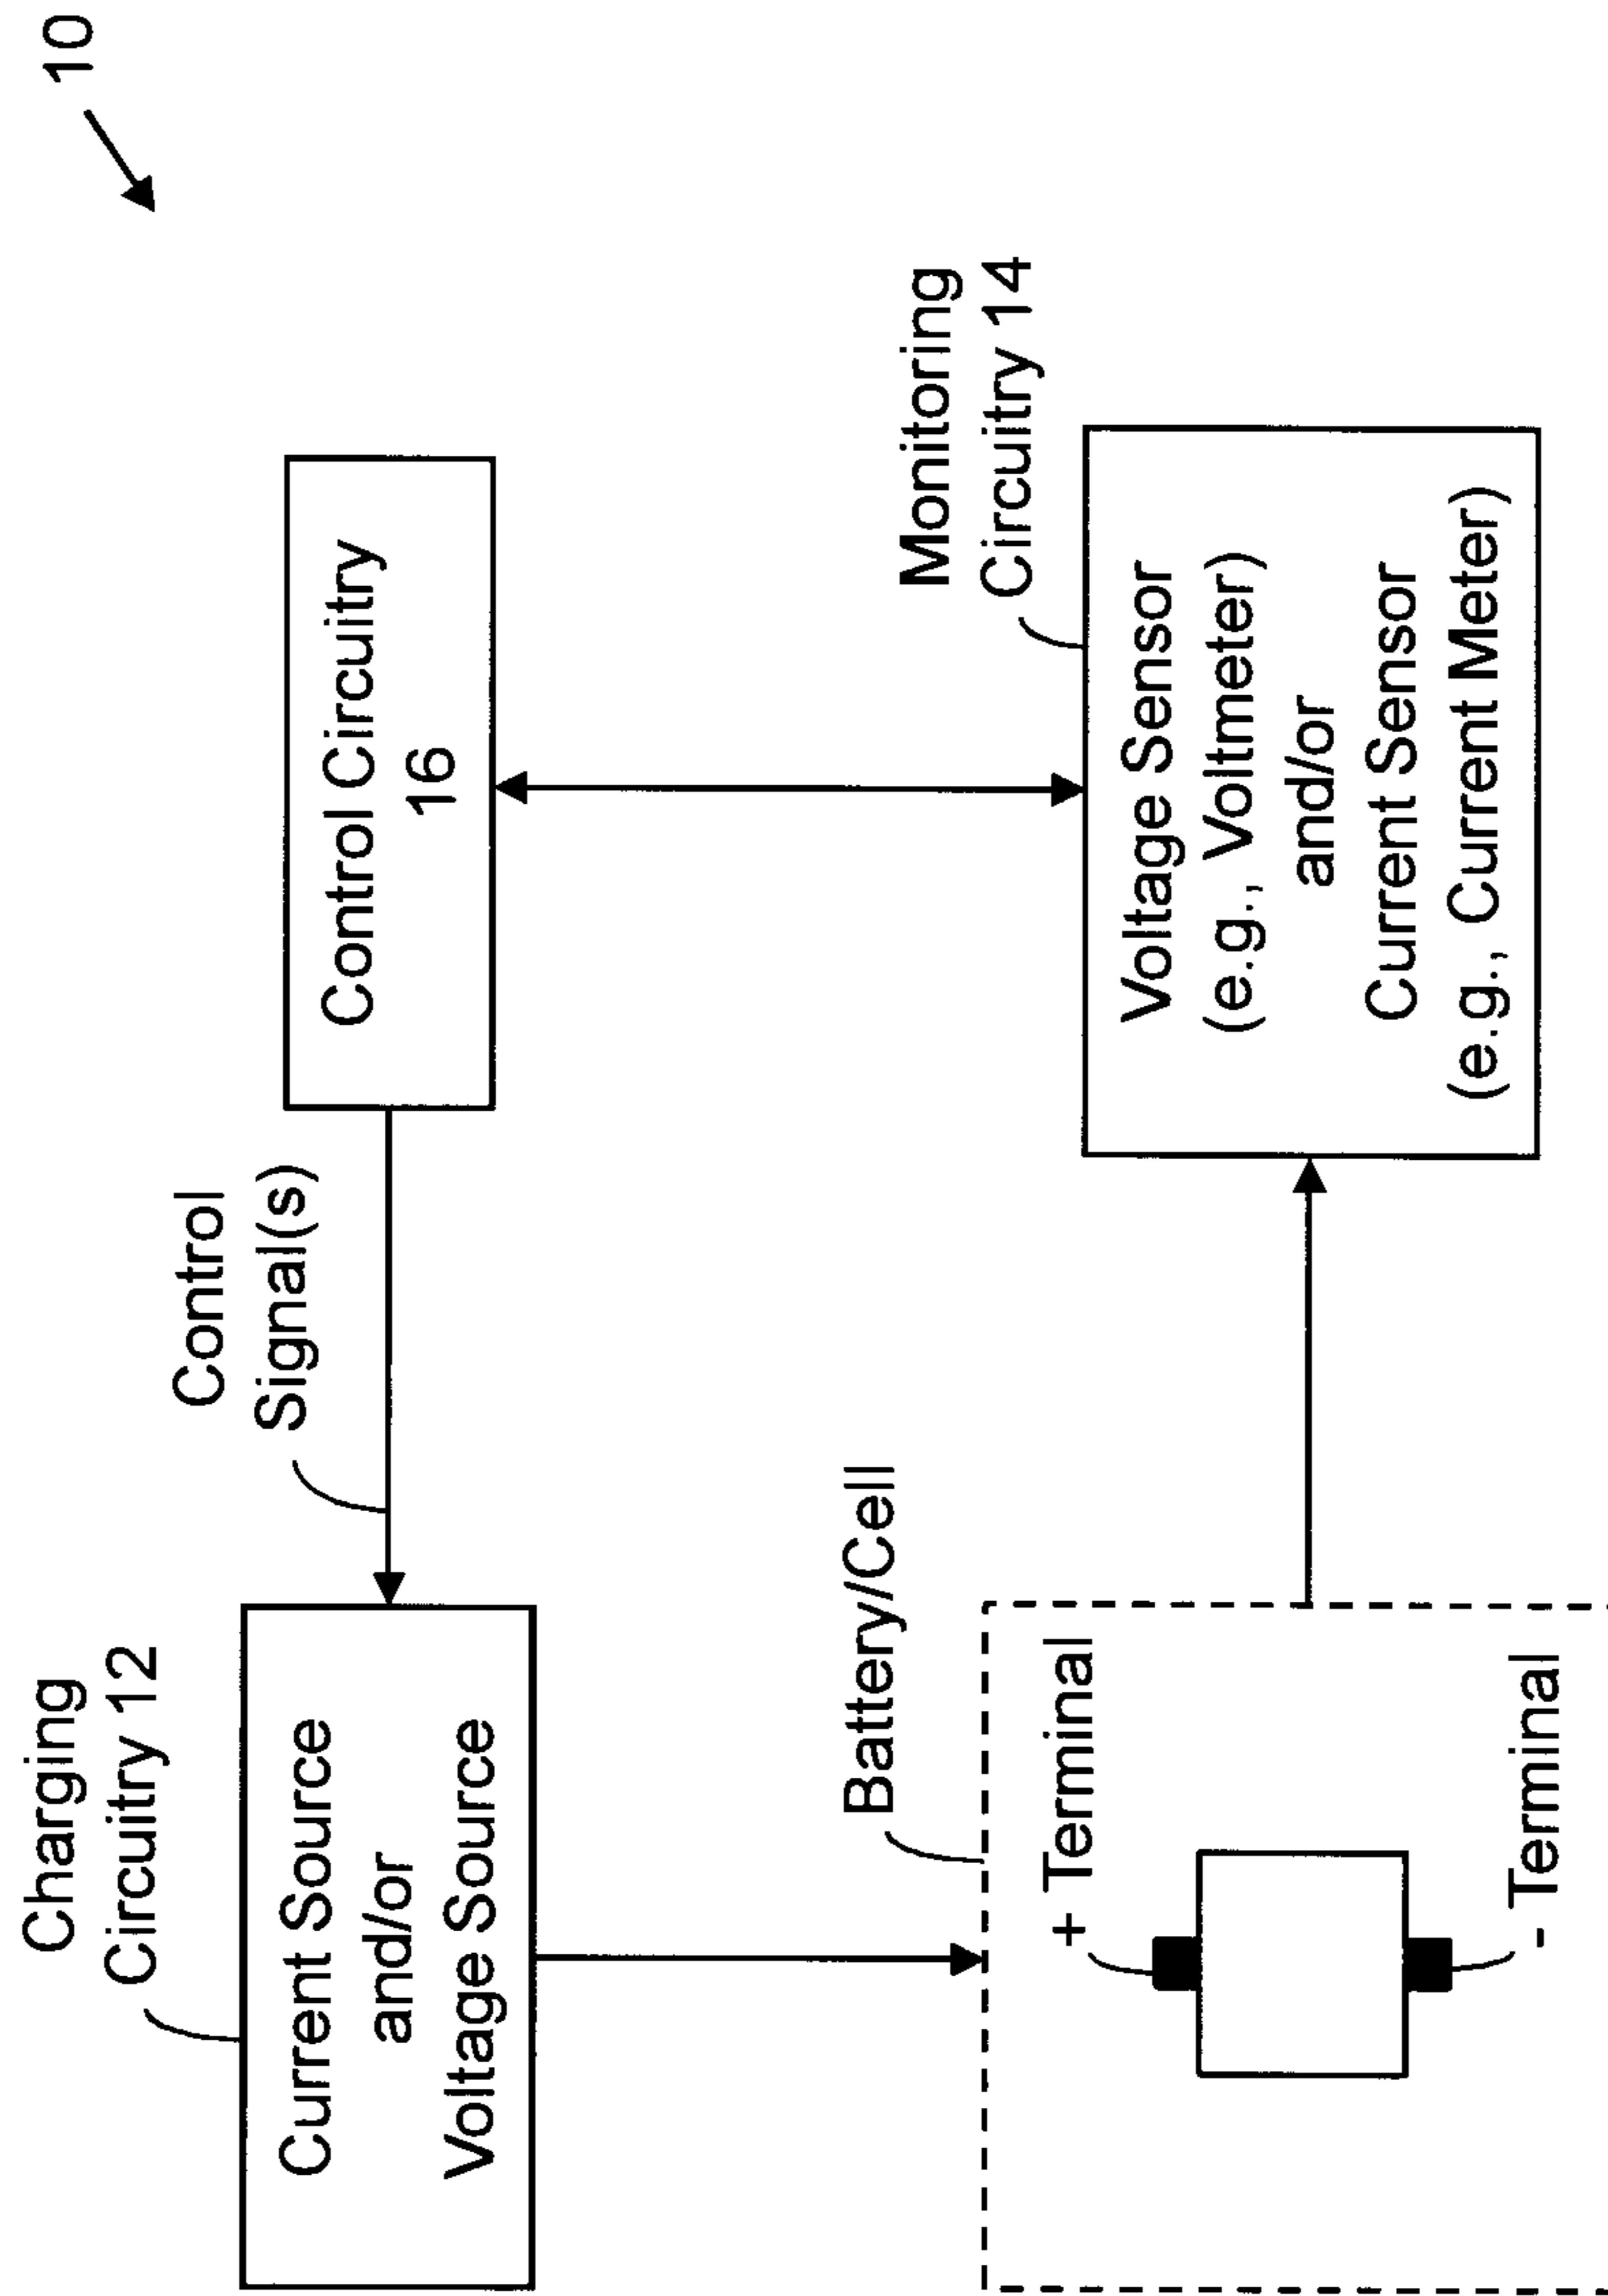 10
Charging
Circuitry 12
Current Source
and/or
Voltage Source
Control
Signal(s)
Control Circuitry
16
Battery/Cell
+ Terminal
- Terminal
Monitoring
Circuitry 14
Voltage Sensor
(e.g., Voltmeter)
and/or
Current Sensor
(e.g., Current Meter)